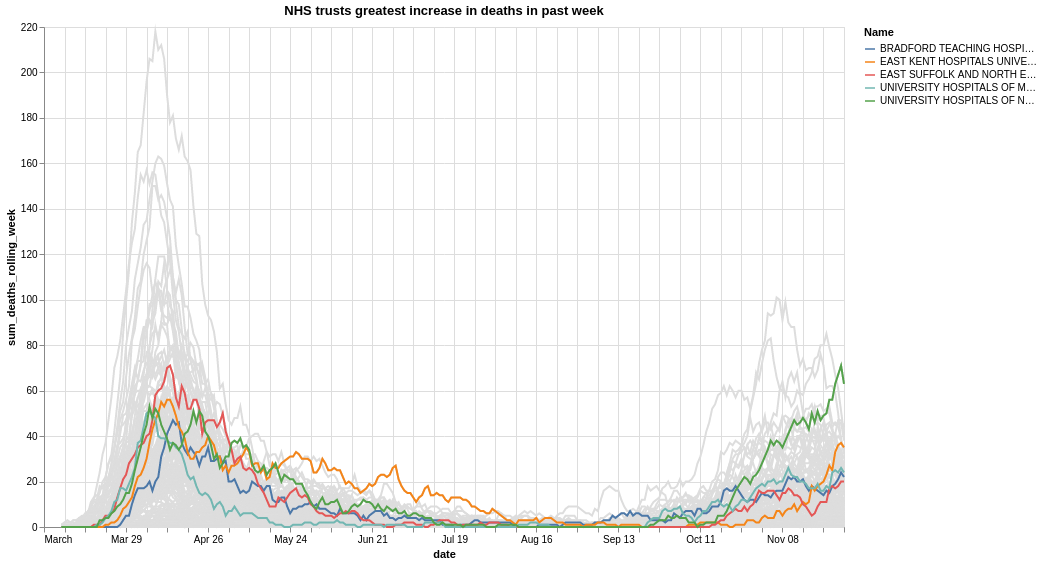 NHS trusts greatest increase in deaths in past week
220
200
180
160
140
120
100
80
60
40
20
0
sum_deaths_rolling_week
March
Mar 29
Apr 26
May 24
Jun 21
Jul 19
Aug 16
Sep 13
Oct 11
Nov 08
date
Name
BRADFORD TEACHING HOSPI…
EAST KENT HOSPITALS UNIVE…
EAST SUFFOLK AND NORTH E…
UNIVERSITY HOSPITALS OF M…
UNIVERSITY HOSPITALS OF N…